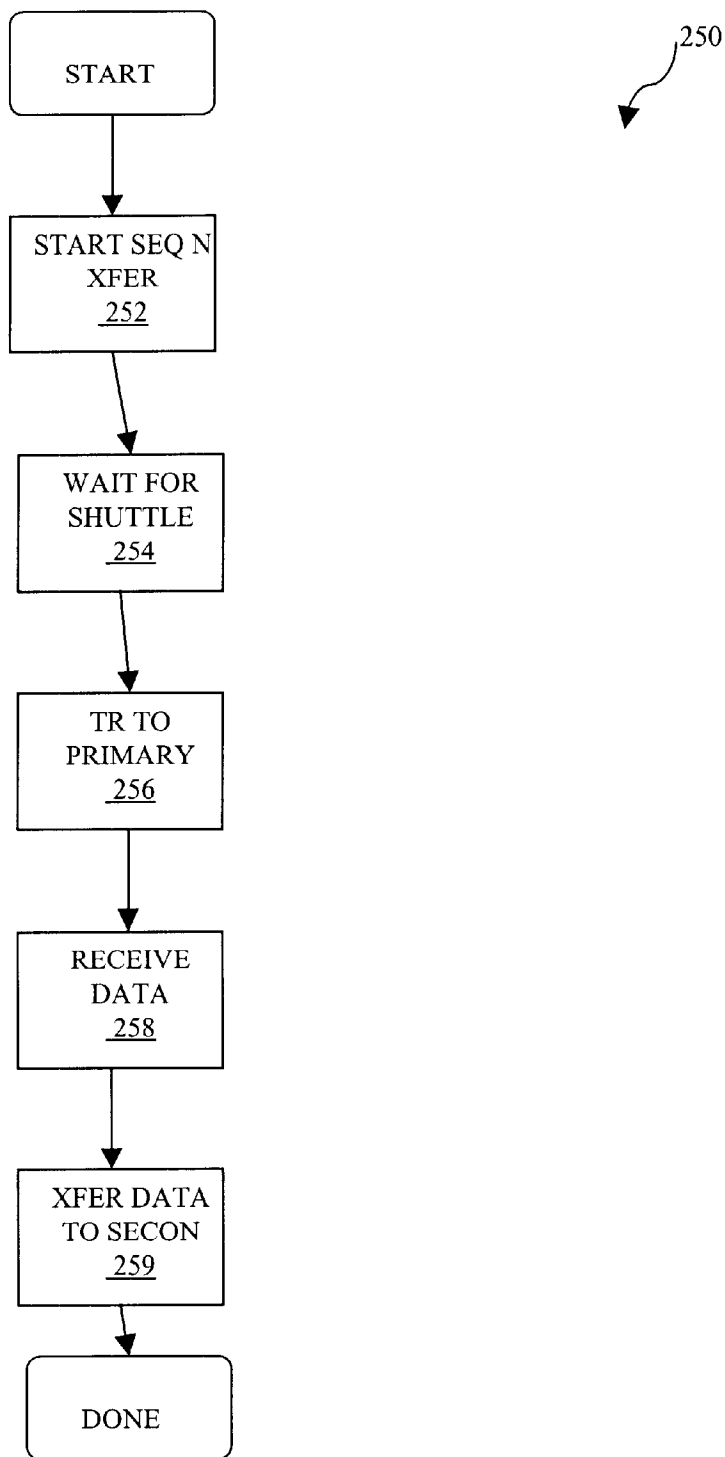 START
250
START SEQ N
XFER
252
WAIT FOR
SHUTTLE
254
TR TO
PRIMARY
256
RECEIVE
DATA
258
XFER DATA
TO SECON
259
DONE